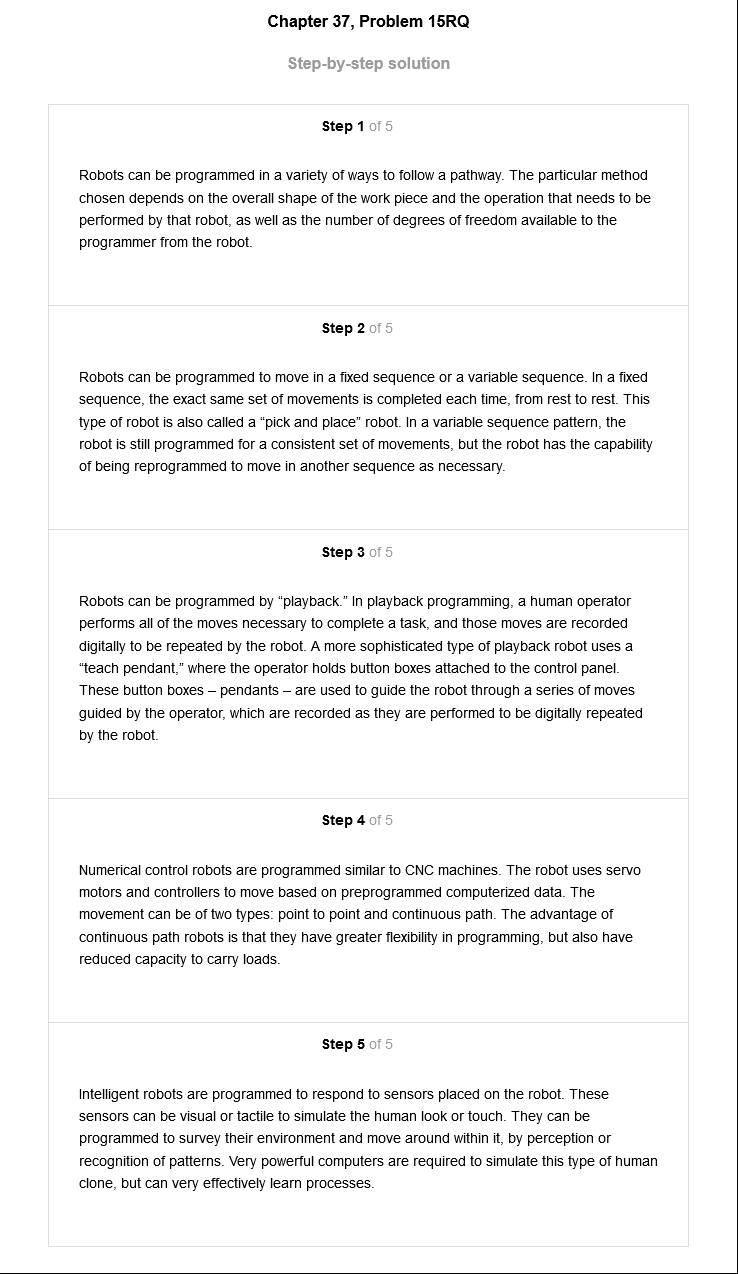 Chapter 37, Problem 15RQ
Step-by-step solution
Step 1 of 5
Robots can be programmed in a variety of ways to follow a pathway. The particular method
chosen depends on the overall shape of the work piece and the operation that needs to be
performed by that robot, as well as the number of degrees of freedom available to the
programmer from the robot.
Step 2 of 5
Robots can be programmed to move in a fixed sequence or a variable sequence. In a fixed
sequence, the exact same set of movements is completed each time, from rest to rest. This
type of robot is also called a “pick and place” robot. In a variable sequence pattern, the
robot is still programmed for a consistent set of movements, but the robot has the capability
of being reprogrammed to move in another sequence as necessary.
Step 3 of 5
Robots can be programmed by “playback.” In playback programming, a human operator
performs all of the moves necessary to complete a task, and those moves are recorded
digitally to be repeated by the robot. A more sophisticated type of playback robot uses a
“teach pendant,” where the operator holds button boxes attached to the control panel.
These button boxes – pendants – are used to guide the robot through a series of moves
guided by the operator, which are recorded as they are performed to be digitally repeated
by the robot.
Step 4 of 5
Numerical control robots are programmed similar to CNC machines. The robot uses servo
motors and controllers to move based on preprogrammed computerized data. The
movement can be of two types: point to point and continuous path. The advantage of
continuous path robots is that they have greater flexibility in programming, but also have
reduced capacity to carry loads.
Step 5 of 5
Intelligent robots are programmed to respond to sensors placed on the robot. These
sensors can be visual or tactile to simulate the human look or touch. They can be
programmed to survey their environment and move around within it, by perception or
recognition of patterns. Very powerful computers are required to simulate this type of human
clone, but can very effectively learn processes.